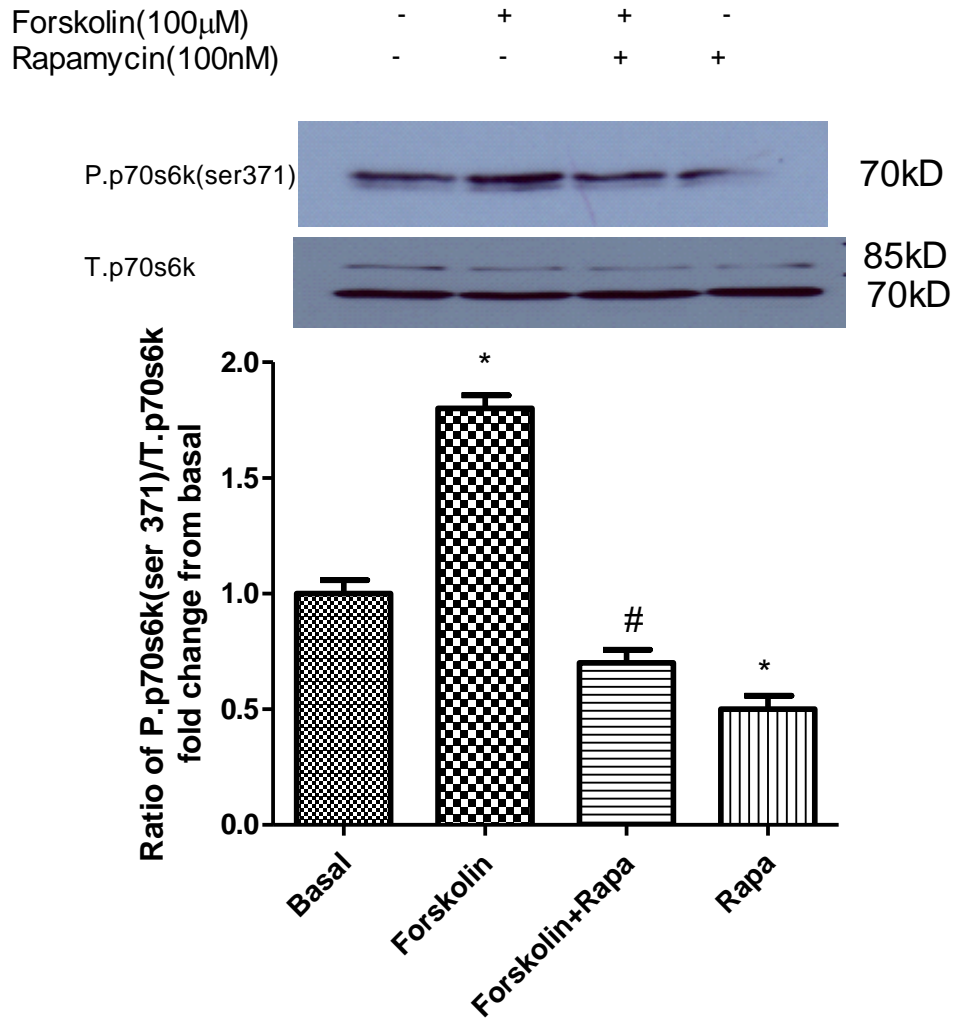 Forskolin(100μM) - + + -
Rapamycin(100nM) - - + +
P.p70s6k(ser371) 70kD
T.p70s6k 85kD
70kD
Ratio of P.p70s6k(ser 371)/T.p70s6k
fold change from basal
2.0
1.5
1.0
0.5
0.0
*
#
*
Basal
Forskolin
Forskolin+Rapa
Rapa